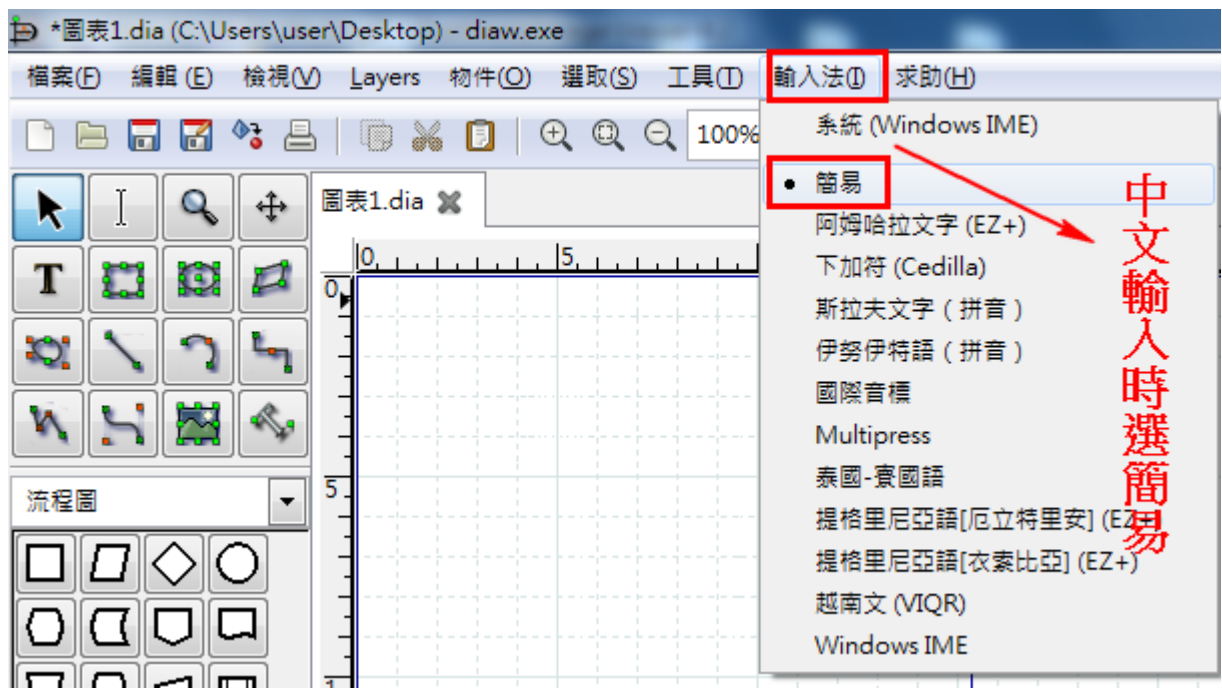 *圖表1.dia (C:\Users\user\Desktop) - diaw.exe
檔案(F) 編輯 (E) 檢視(V) Layers 物件(O) 選取(S) 工具(T) 輸入法(I) 求助(H)
100%
圖表1.dia
0 5
0
5
1
T
流程圖
系統 (Windows IME)
簡易
阿姆哈拉文字 (EZ+)
下加符 (Cedilla)
斯拉夫文字 ( 拼音 )
伊努伊特語 ( 拼音 )
國際音標
Multipress
泰國-寮國語
提格里尼亞語[厄立特里安] (EZ+)
提格里尼亞語[衣索比亞] (EZ+)
越南文 (VIQR)
Windows IME
中文輸入時選簡易